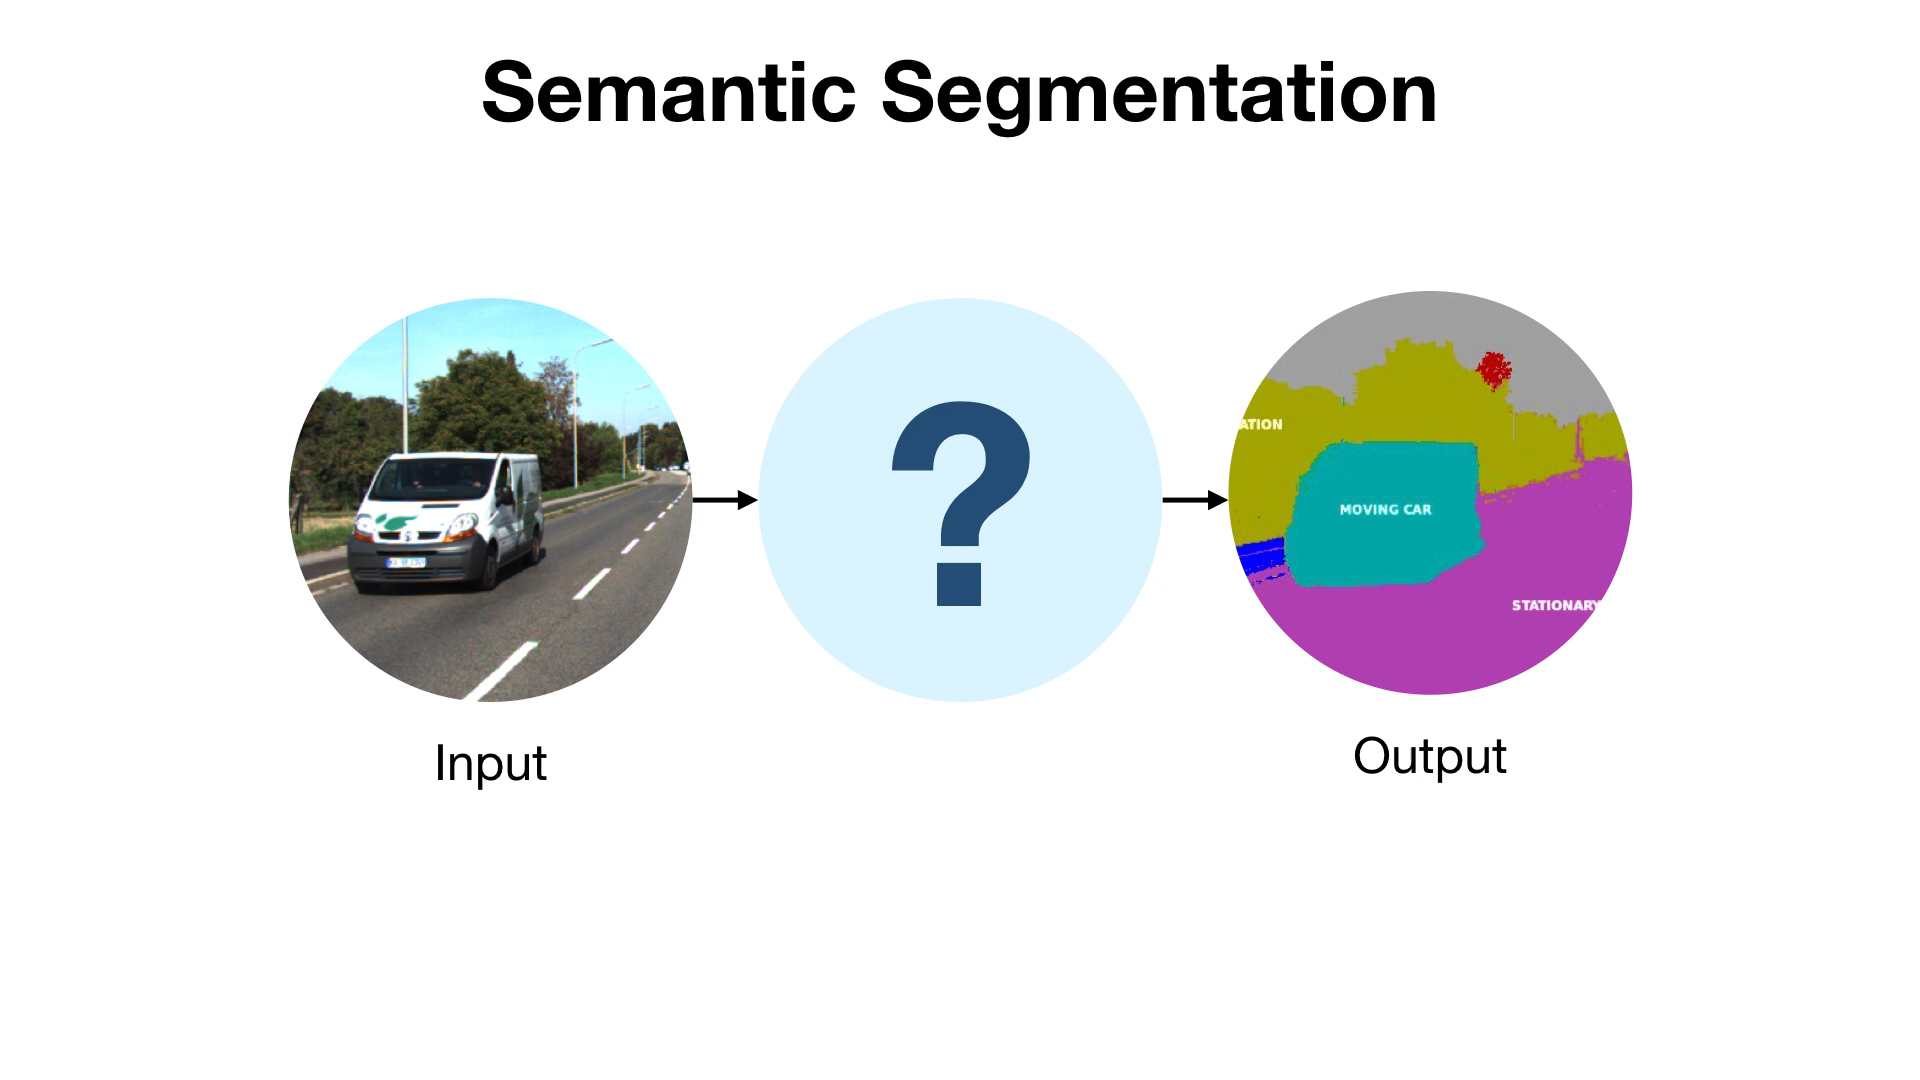 Semantic Segmentation
?
ATION
MOVING CAR
STATIONARY
Input
Output